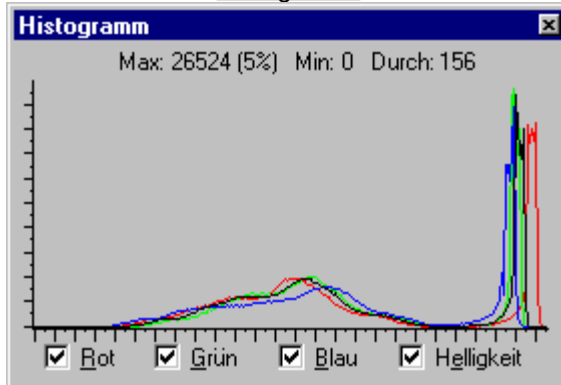 Histogramm
Max: 26524 (5%) Min: 0 Durch: 156
Rot Grün Blau Helligkeit